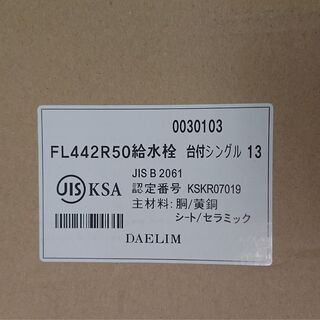 0030103
FL442R50給水栓 台付シングル 13
JIS B 2061
JIS KSA
認定番号 KSKR07019
主材料: 胴/黄銅
シート/セラミック
DAELIM